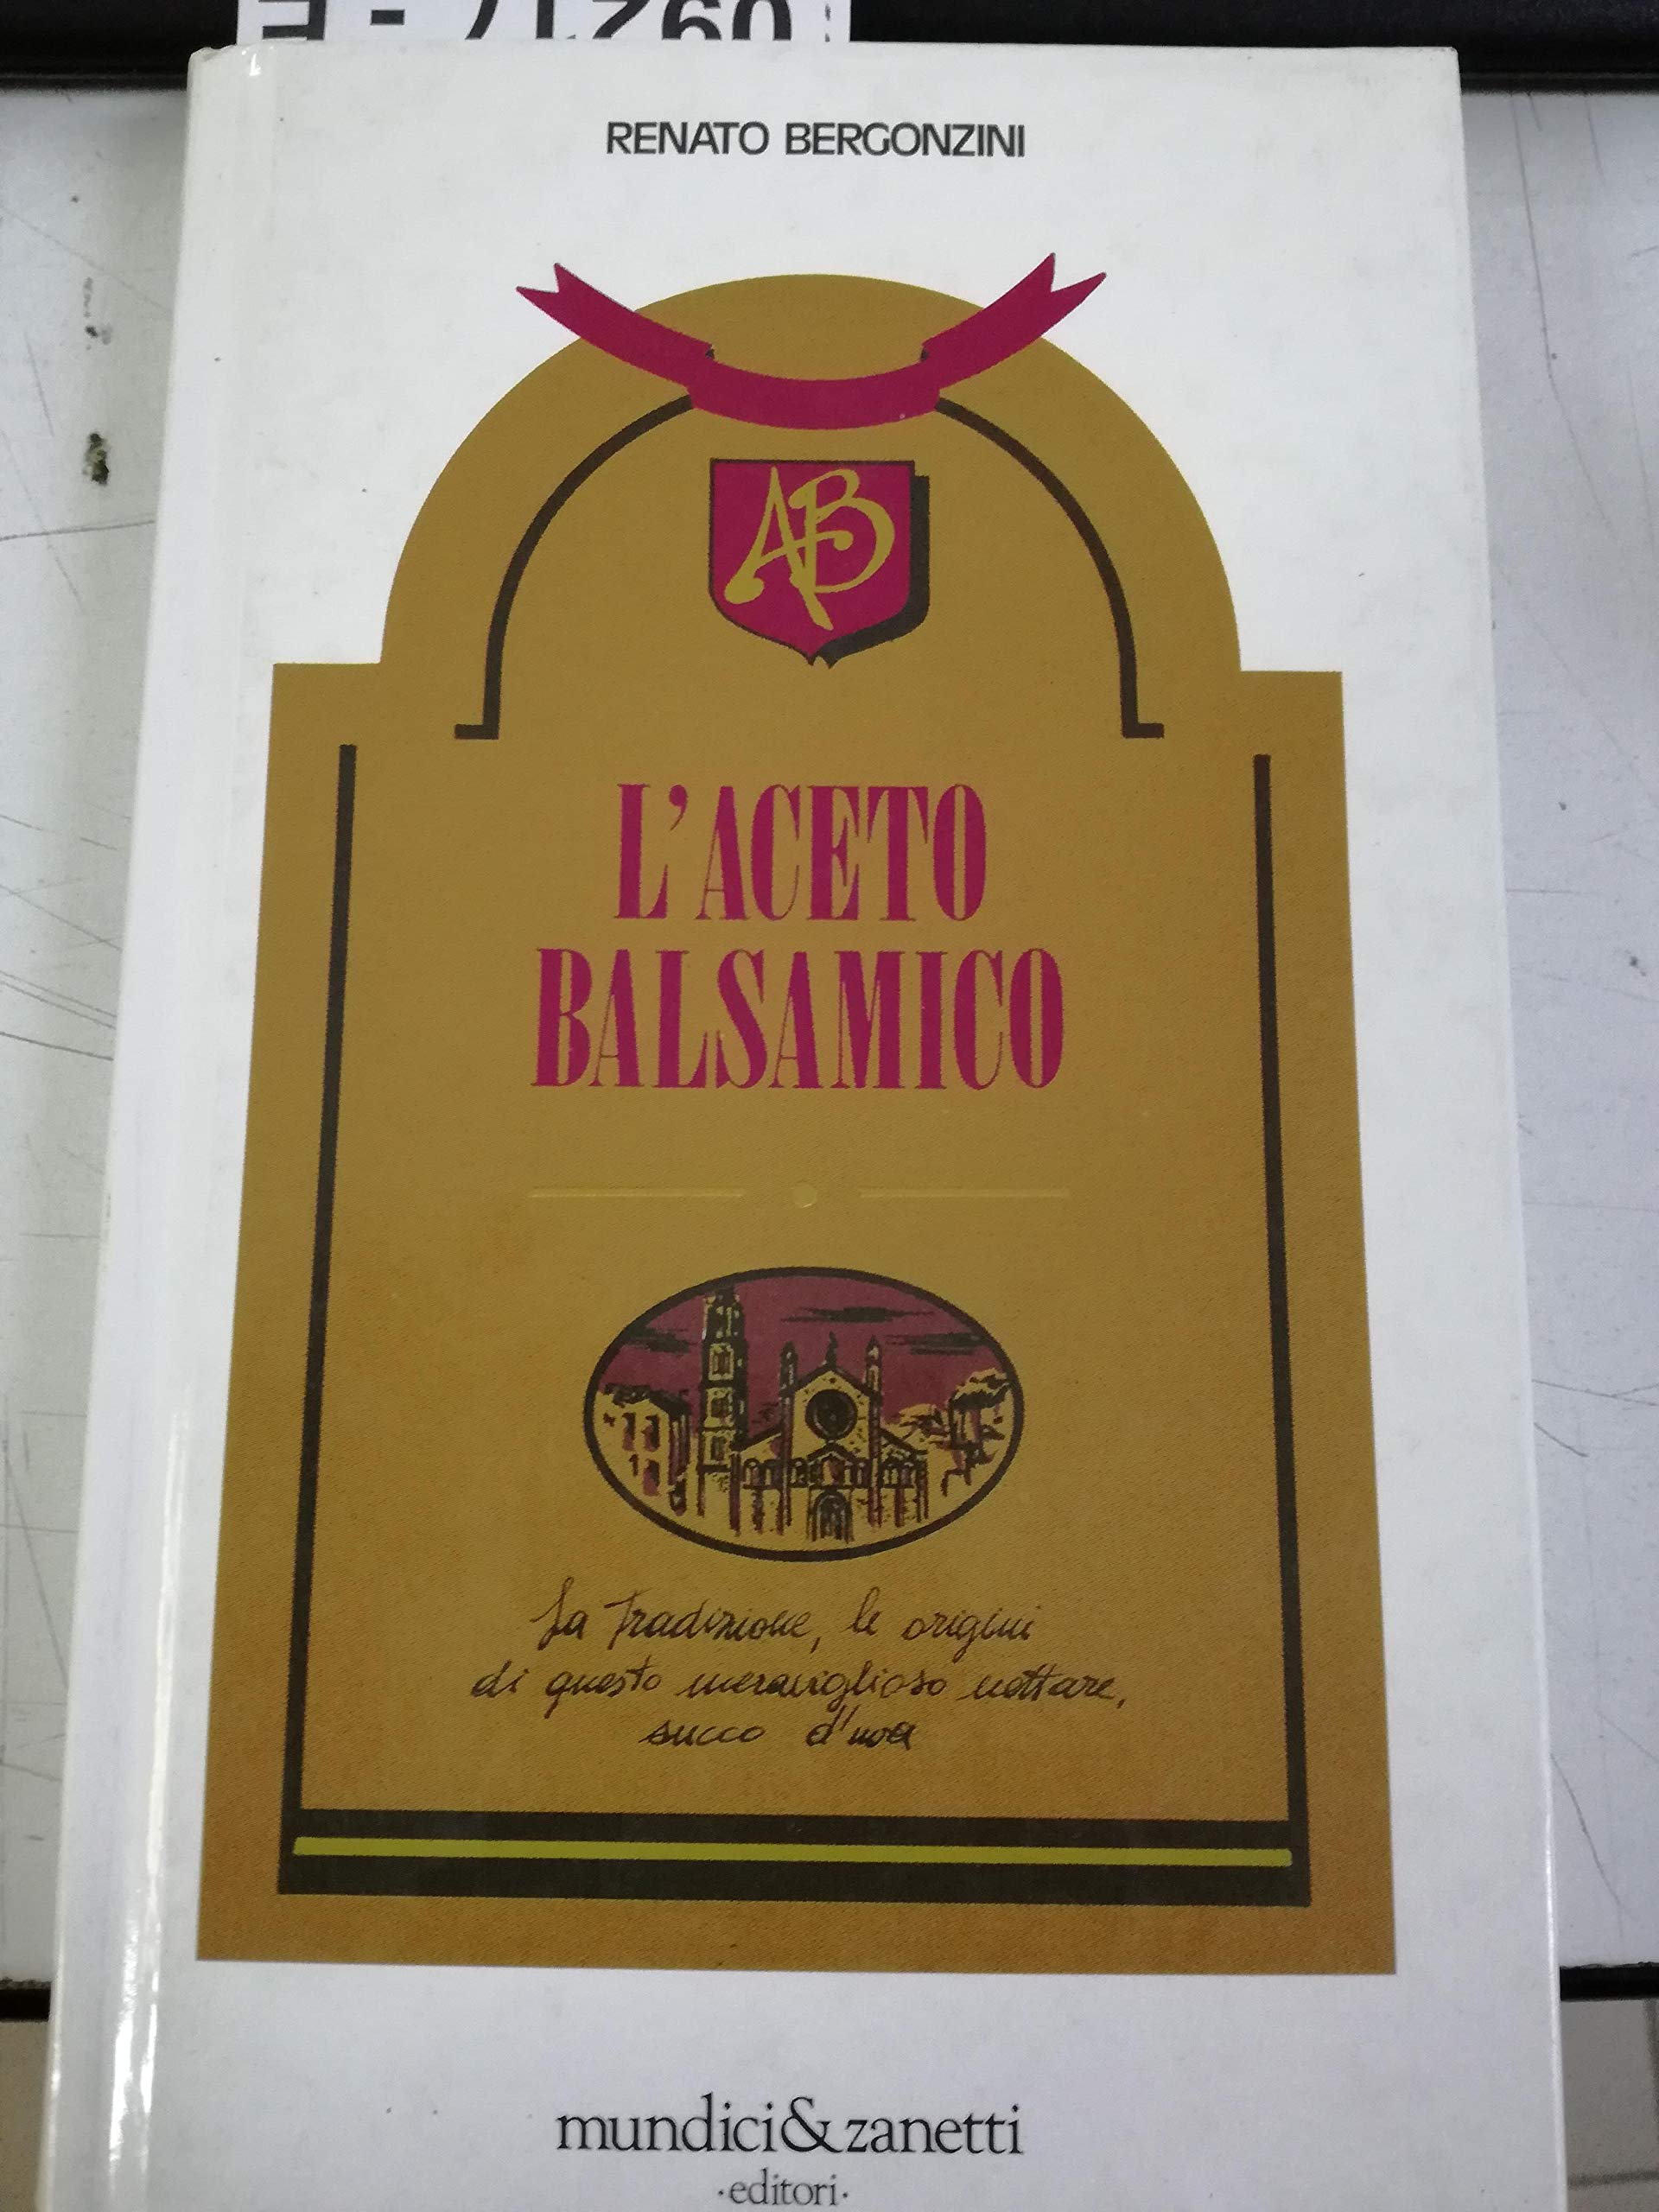 RENATO BERGONZINI
AB
L'ACETO
BALSAMICO
La Tradizione, le origini
di questo meraviglioso nettare,
succo d'uva
mundici&zanetti
·editori·